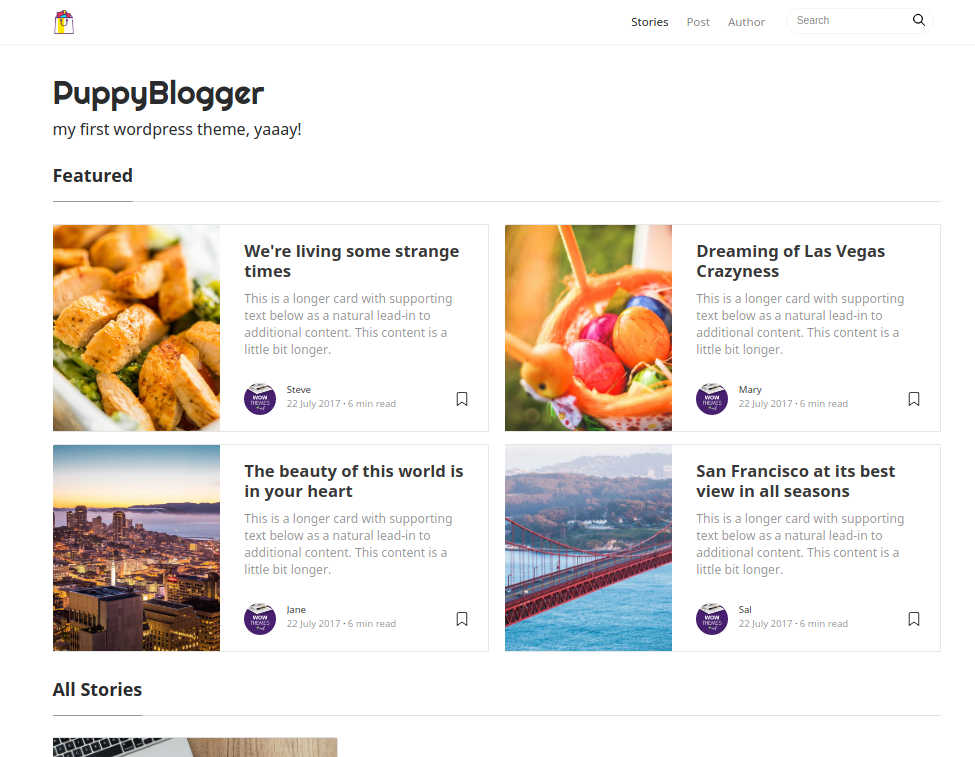 Stories Post Author Search
PuppyBlogger
my first wordpress theme, yaaay!
Featured
We're living some strange
times
This is a longer card with supporting
text below as a natural lead-in to
additional content. This content is a
little bit longer.
Steve
22 July 2017 · 6 min read
WOW
THEMES
Dreaming of Las Vegas
Crazyness
This is a longer card with supporting
text below as a natural lead-in to
additional content. This content is a
little bit longer.
Mary
22 July 2017 · 6 min read
WOW
THEMES
The beauty of this world is
in your heart
This is a longer card with supporting
text below as a natural lead-in to
additional content. This content is a
little bit longer.
Jane
22 July 2017 · 6 min read
WOW
THEMES
San Francisco at its best
view in all seasons
This is a longer card with supporting
text below as a natural lead-in to
additional content. This content is a
little bit longer.
Sal
22 July 2017 · 6 min read
WOW
THEMES
All Stories